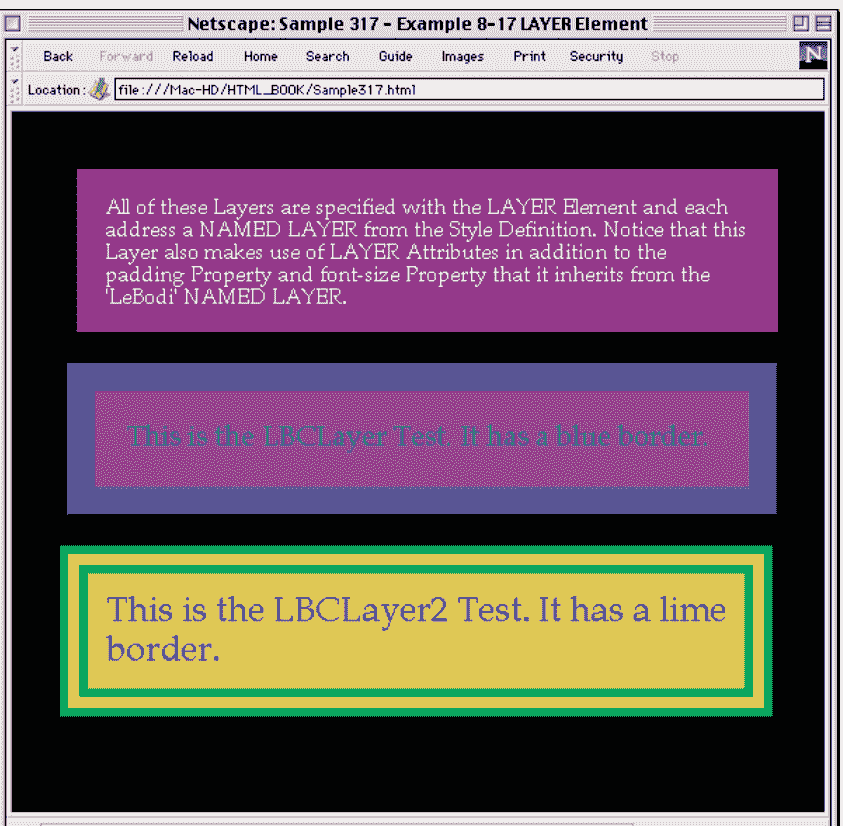 Netscape: Sample 317 - Example 8-17 LAYER Element
Back Forward Reload Home Search Guide Images Print Security Stop
N
Location: file:///Mac-HD/HTML_BOOK/Sample317.html
All of these Layers are specified with the LAYER Element and each
address a NAMED LAYER from the Style Definition. Notice that this
Layer also makes use of LAYER Attributes in addition to the
padding Property and font-size Property that it inherits from the
'LeBodi' NAMED LAYER.
This is the LBCLayer Test. It has a blue border.
This is the LBCLayer2 Test. It has a lime
border.